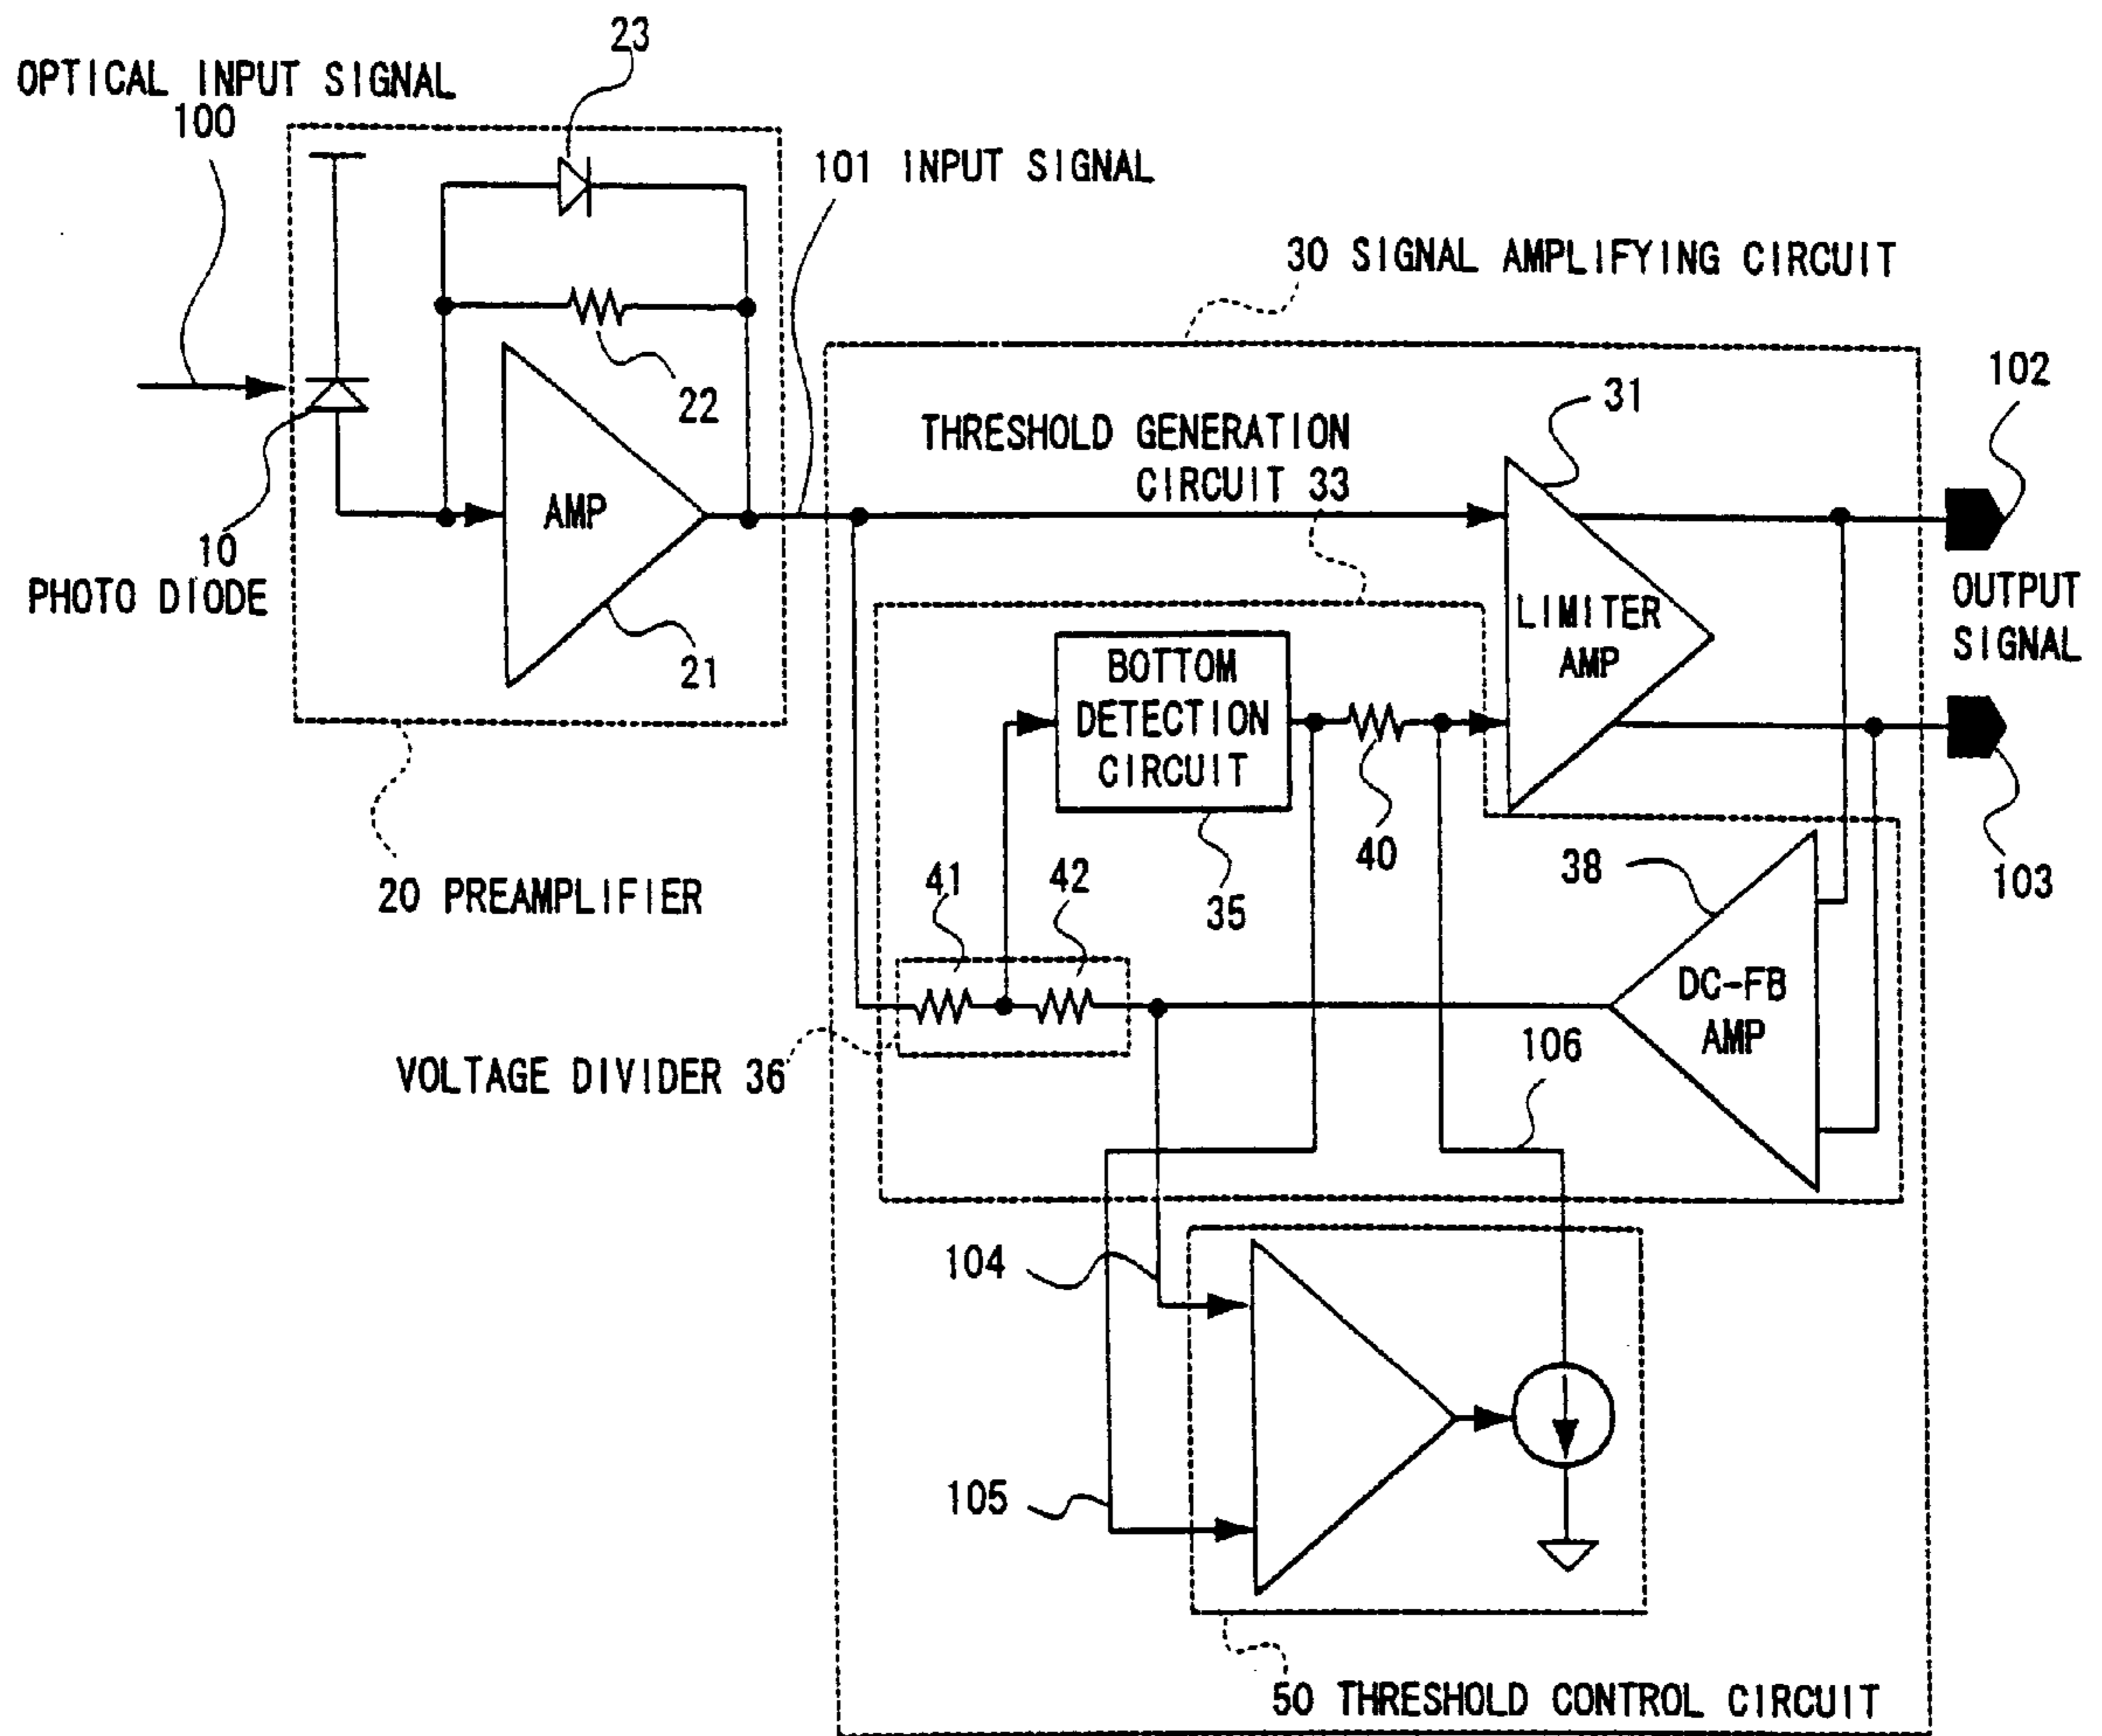 23
OPTICAL INPUT SIGNAL
100
101 INPUT SIGNAL
30 SIGNAL AMPLIFYING CIRCUIT
22
102
31
THRESHOLD GENERATION
CIRCUIT 33
AMP
10
PHOTO DIODE
21
LIMITER
AMP
OUTPUT
SIGNAL
BOTTOM
DETECTION
CIRCUIT
40
35
38
103
20 PREAMPLIFIER
41
42
DC-FB
AMP
VOLTAGE DIVIDER 36
106
104
105
50 THRESHOLD CONTROL CIRCUIT